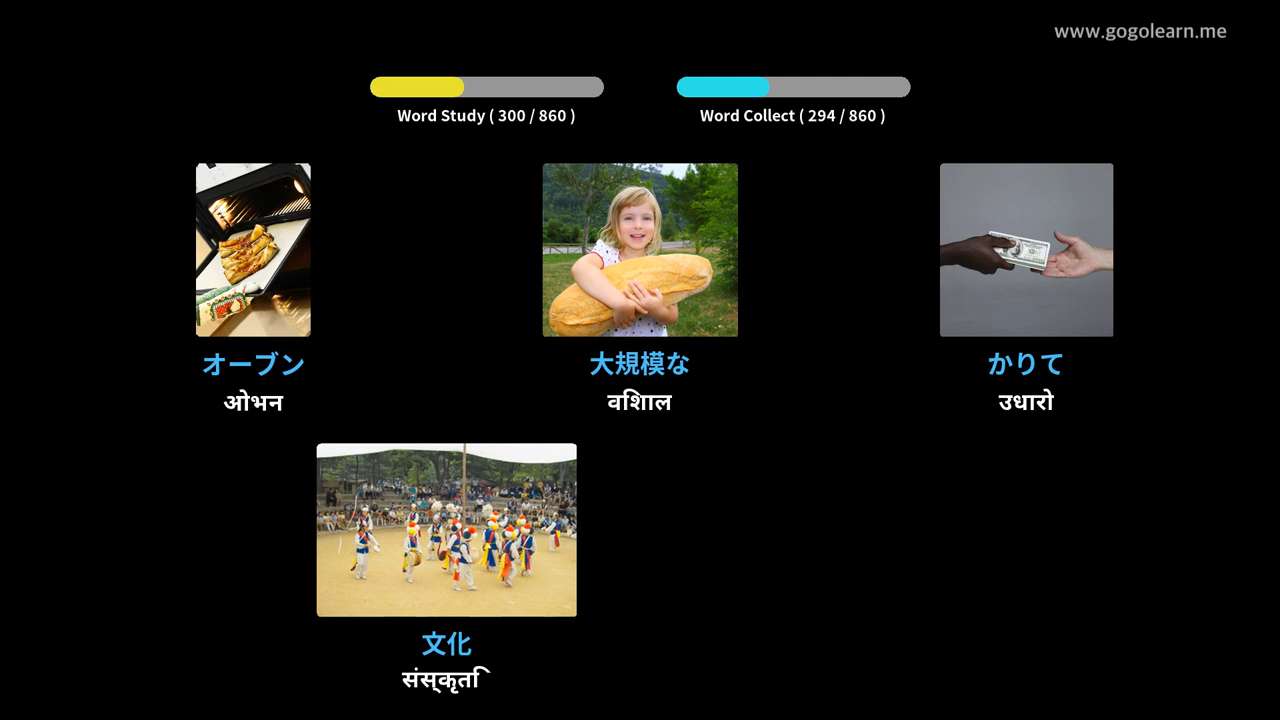 www.gogolearn.me
Word Study ( 300 / 860 )
Word Collect ( 294 / 860 )
オーブン
大規模な
かりて
ओभन
विशाल
उधारो
文化
संस्कृति